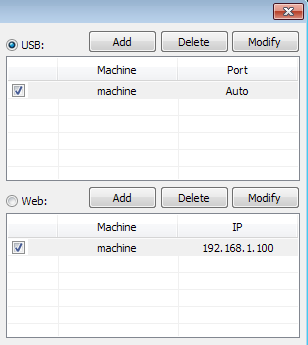 USB: Add Delete Modify
Machine Port
machine Auto
Web: Add Delete Modify
Machine IP
machine 192.168.1.100